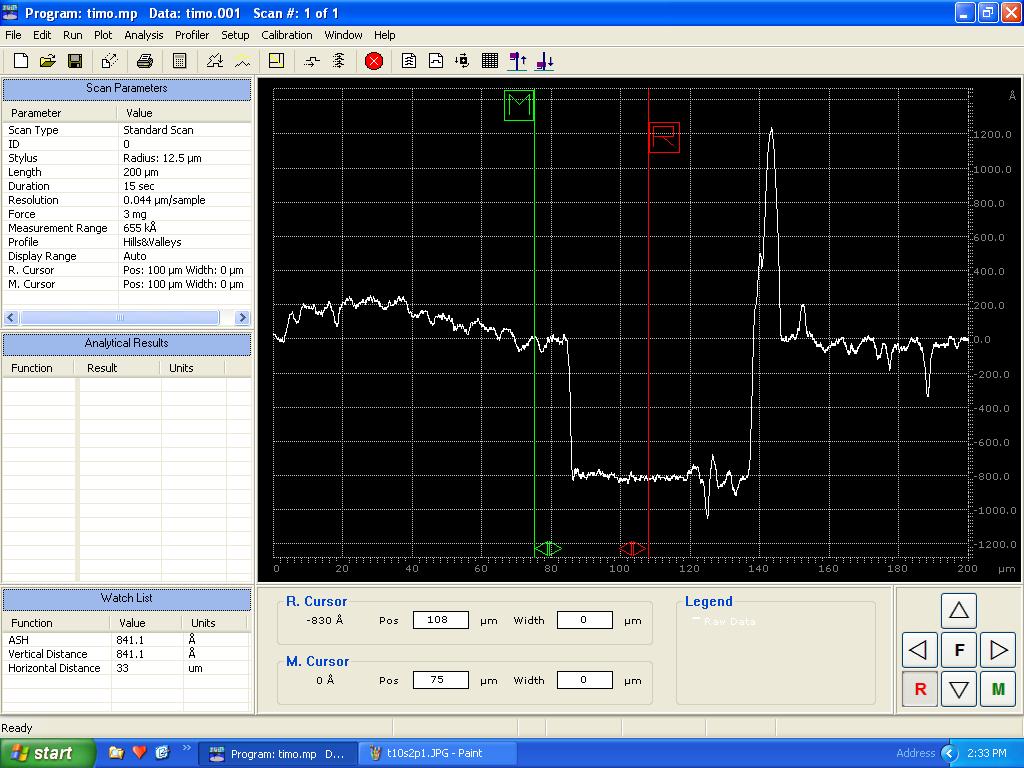 Program: timo.mp   Data: timo.001   Scan #: 1 of 1
File Edit Run Plot Analysis Profiler Setup Calibration Window Help
Scan Parameters
Parameter Value
Scan Type Standard Scan
ID 0
Stylus Radius: 12.5 µm
Length 200 µm
Duration 15 sec
Resolution 0.044 µm/sample
Force 3 mg
Measurement Range 655 kÅ
Profile Hills&Valleys
Display Range Auto
R. Cursor Pos: 100 µm Width: 0 µm
M. Cursor Pos: 100 µm Width: 0 µm
Analytical Results
Function Result Units
Watch List
Function Value Units
ASH 841.1 Å
Vertical Distance 841.1 Å
Horizontal Distance 33 um
M
R
Å
1200.0
1000.0
800.0
600.0
400.0
200.0
0.0
-200.0
-400.0
-600.0
-800.0
-1000.0
-1200.0
0 20 40 60 80 100 120 140 160 180 200 µm
R. Cursor
-830 Å Pos 108 µm Width 0 µm
M. Cursor
0 Å Pos 75 µm Width 0 µm
Legend
Raw Data
F
R
M
Ready
start
Program: timo.mp D...
t10s2p1.JPG - Paint
Address
2:33 PM